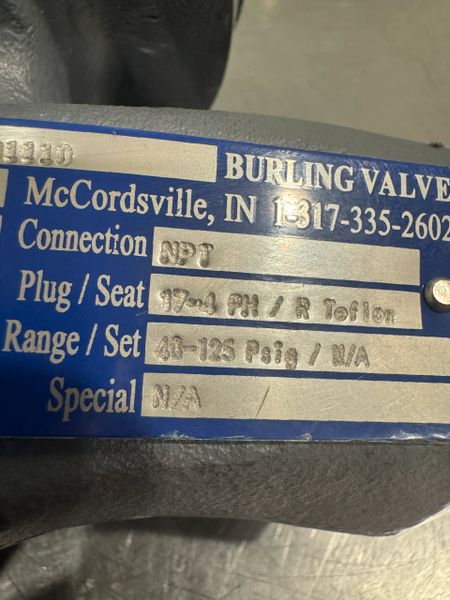 1110
BURLING VALVE
McCordsville, IN 1-317-335-2602
Connection NPT
Plug / Seat 17-4 PH / R Teflon
Range / Set 40-125 Psig / N/A
Special N/A /